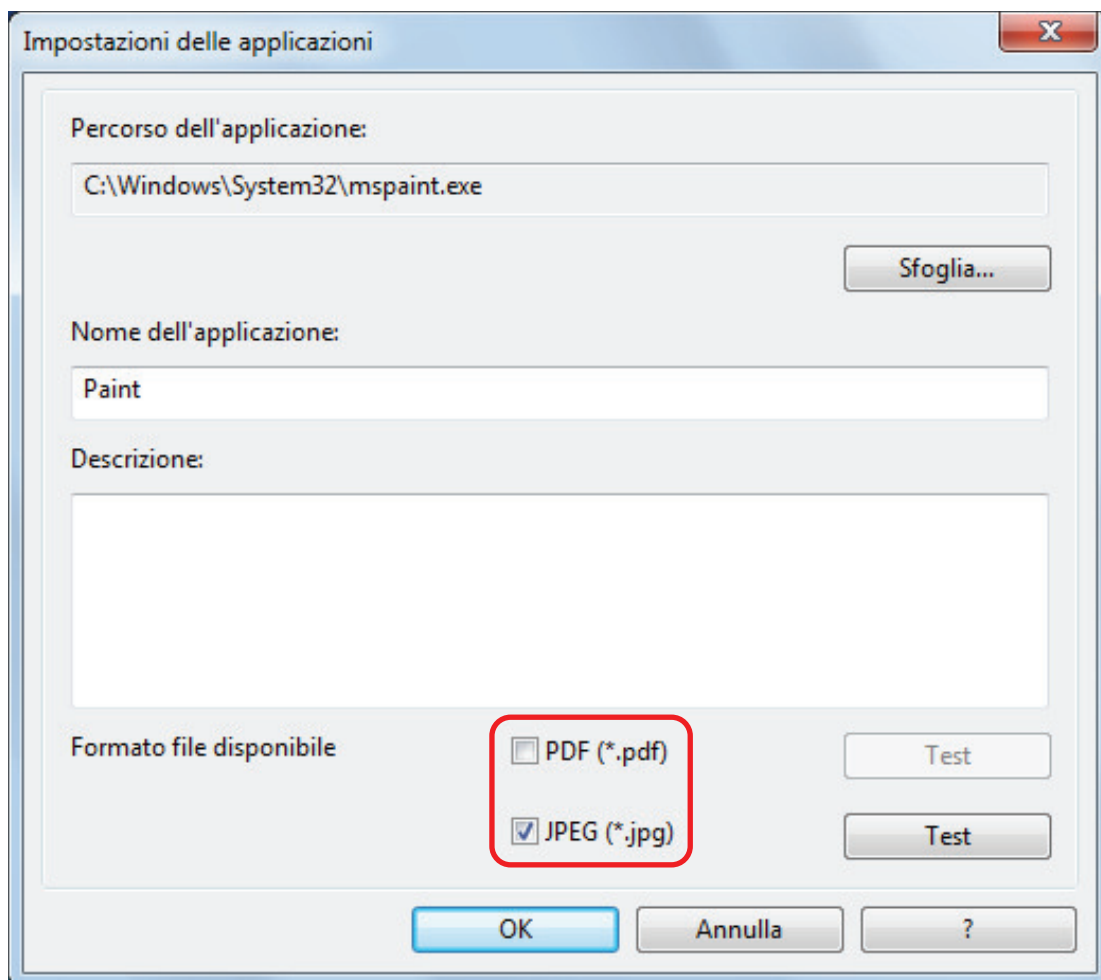 Impostazioni delle applicazioni
Percorso dell'applicazione:
C:\Windows\System32\mspaint.exe
Sfoglia...
Nome dell'applicazione:
Paint
Descrizione:
Formato file disponibile
PDF (*.pdf)
Test
JPEG (*.jpg)
Test
OK
Annulla
?